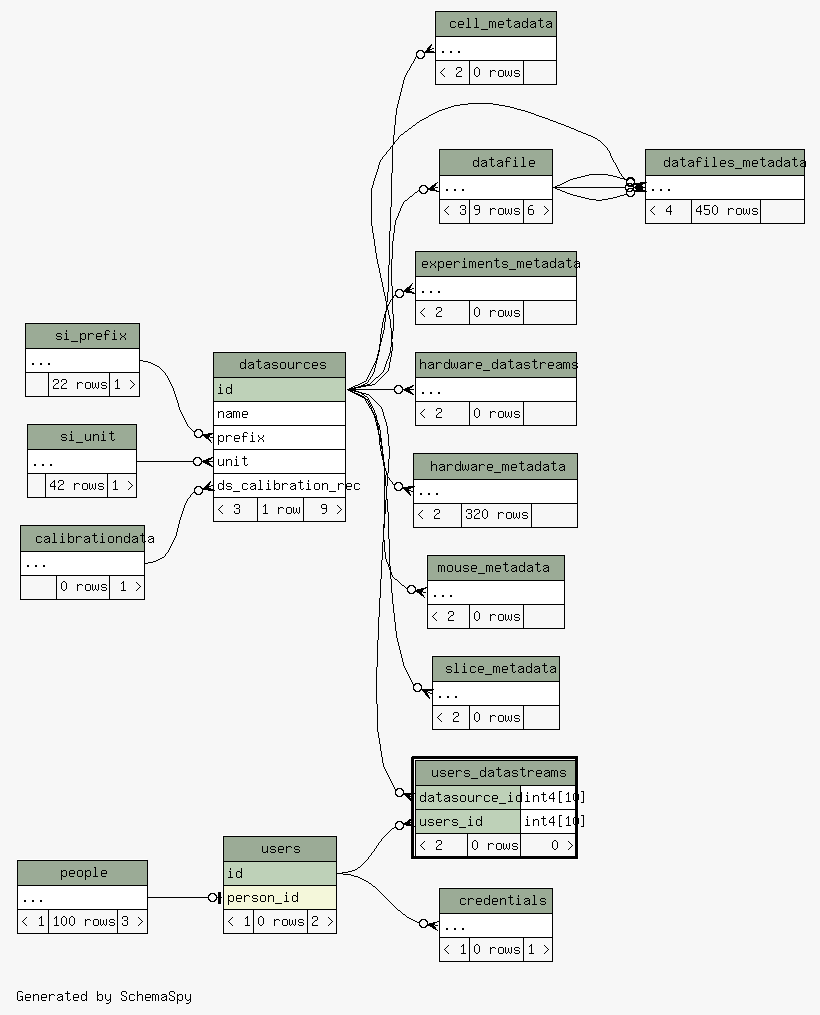 cell_metadata
...
< 2 0 rows
datafile
...
< 3 9 rows 6 >
datafiles_metadata
...
< 4 450 rows
experiments_metadata
...
< 2 0 rows
si_prefix
...
22 rows 1 >
datasources
id
name
prefix
unit
ds_calibration_rec
< 3 1 row 9 >
hardware_datastreams
...
< 2 0 rows
si_unit
...
42 rows 1 >
hardware_metadata
...
< 2 320 rows
calibrationdata
...
0 rows 1 >
mouse_metadata
...
< 2 0 rows
slice_metadata
...
< 2 0 rows
users_datastreams
datasource_id int4[10]
users_id int4[10]
< 2 0 rows 0 >
users
id
person_id
< 1 0 rows 2 >
people
...
< 1 100 rows 3 >
credentials
...
< 1 0 rows 1 >
Generated by SchemaSpy